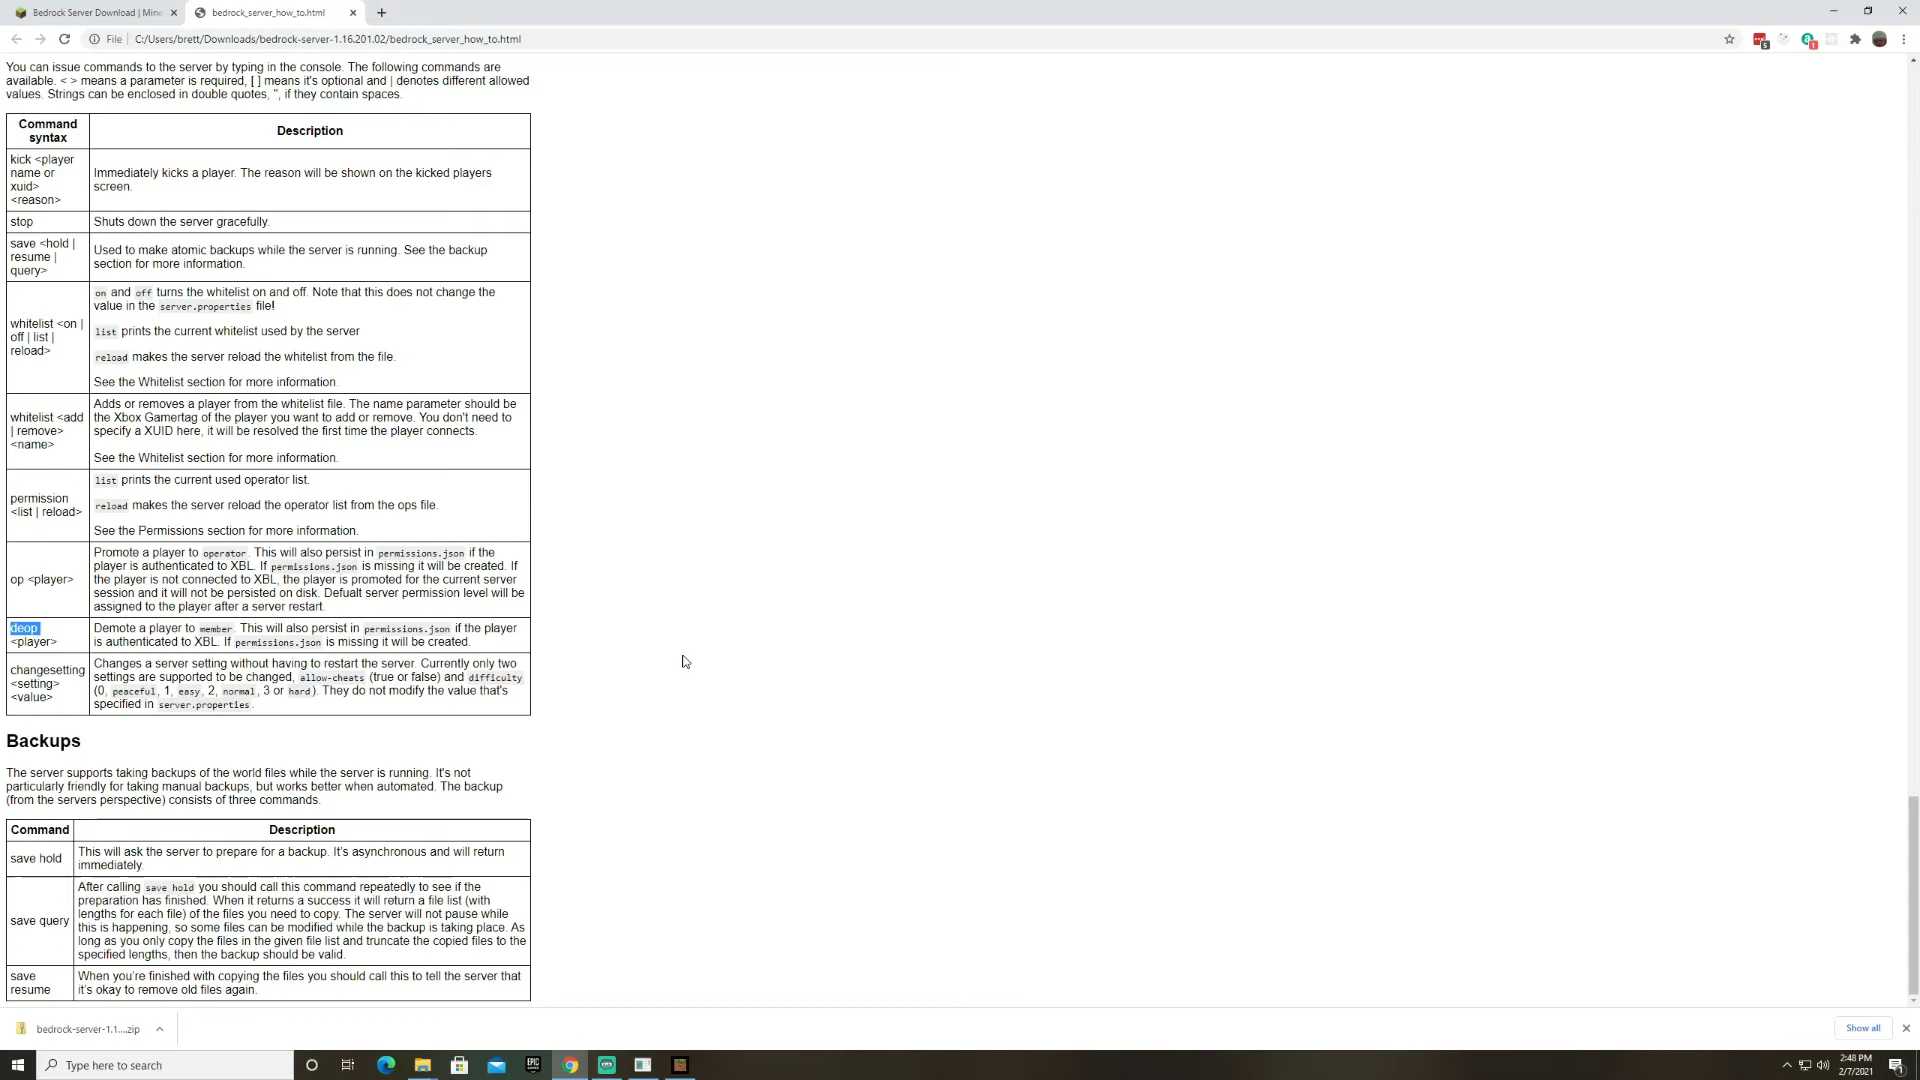 Bedrock Server Download | Mine
bedrock_server_how_to.html
File
C:/Users/brett/Downloads/bedrock-server-1.16.201.02/bedrock_server_how_to.html
You can issue commands to the server by typing in the console. The following commands are
available. < > means a parameter is required, [ ] means it's optional and | denotes different allowed
values. Strings can be enclosed in double quotes, ", if they contain spaces.
Command
syntax
Description
kick <player
name or
xuid>
<reason>
Immediately kicks a player. The reason will be shown on the kicked players
screen.
stop
Shuts down the server gracefully.
save <hold |
resume |
query>
Used to make atomic backups while the server is running. See the backup
section for more information.
whitelist <on |
off | list |
reload>
on and off turns the whitelist on and off. Note that this does not change the
value in the server.properties file!
list prints the current whitelist used by the server
reload makes the server reload the whitelist from the file.
See the Whitelist section for more information.
whitelist <add
| remove>
<name>
Adds or removes a player from the whitelist file. The name parameter should be
the Xbox Gamertag of the player you want to add or remove. You don't need to
specify a XUID here, it will be resolved the first time the player connects.
See the Whitelist section for more information.
permission
<list | reload>
list prints the current used operator list.
reload makes the server reload the operator list from the ops file.
See the Permissions section for more information.
op <player>
Promote a player to operator. This will also persist in permissions.json if the
player is authenticated to XBL. If permissions.json is missing it will be created. If
the player is not connected to XBL, the player is promoted for the current server
session and it will not be persisted on disk. Defualt server permission level will be
assigned to the player after a server restart.
deop
<player>
Demote a player to member. This will also persist in permissions.json if the player
is authenticated to XBL. If permissions.json is missing it will be created.
changesetting
<setting>
<value>
Changes a server setting without having to restart the server. Currently only two
settings are supported to be changed, allow-cheats (true or false) and difficulty
(0, peaceful, 1, easy, 2, normal, 3 or hard). They do not modify the value that's
specified in server.properties.
Backups
The server supports taking backups of the world files while the server is running. It's not
particularly friendly for taking manual backups, but works better when automated. The backup
(from the servers perspective) consists of three commands.
Command
Description
save hold
This will ask the server to prepare for a backup. It's asynchronous and will return
immediately.
save query
After calling save hold you should call this command repeatedly to see if the
preparation has finished. When it returns a success it will return a file list (with
lengths for each file) of the files you need to copy. The server will not pause while
this is happening, so some files can be modified while the backup is taking place. As
long as you only copy the files in the given file list and truncate the copied files to the
specified lengths, then the backup should be valid.
save
resume
When you're finished with copying the files you should call this to tell the server that
it's okay to remove old files again.
bedrock-server-1.1....zip
Show all
Type here to search
EPIC
2:48 PM
2/7/2021